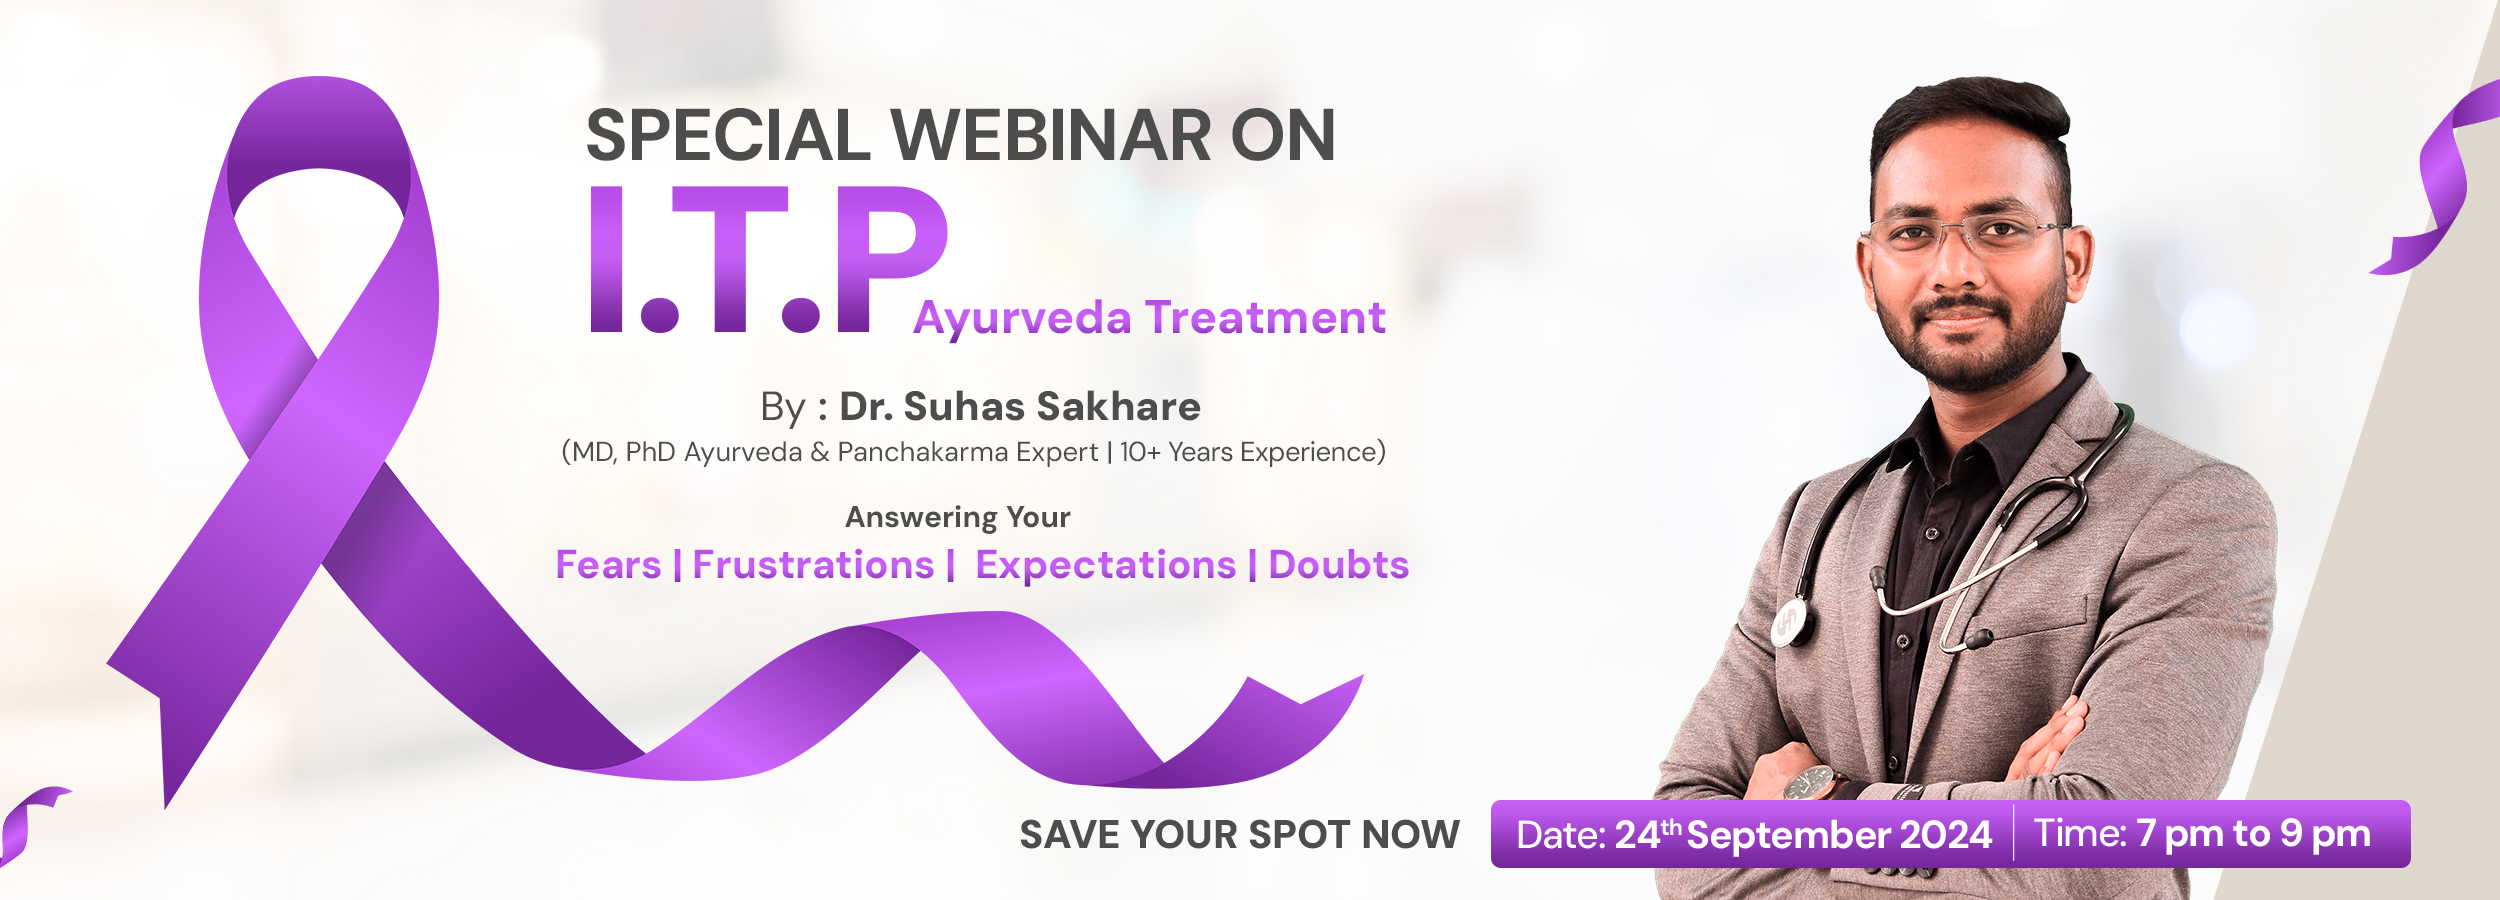 SPECIAL WEBINAR ON
I.T.P Ayurveda Treatment
By : Dr. Suhas Sakhare
(MD, PhD Ayurveda & Panchakarma Expert | 10+ Years Experience)
Answering Your
Fears | Frustrations | Expectations | Doubts
SAVE YOUR SPOT NOW
Date: 24th September 2024 | Time: 7 pm to 9 pm